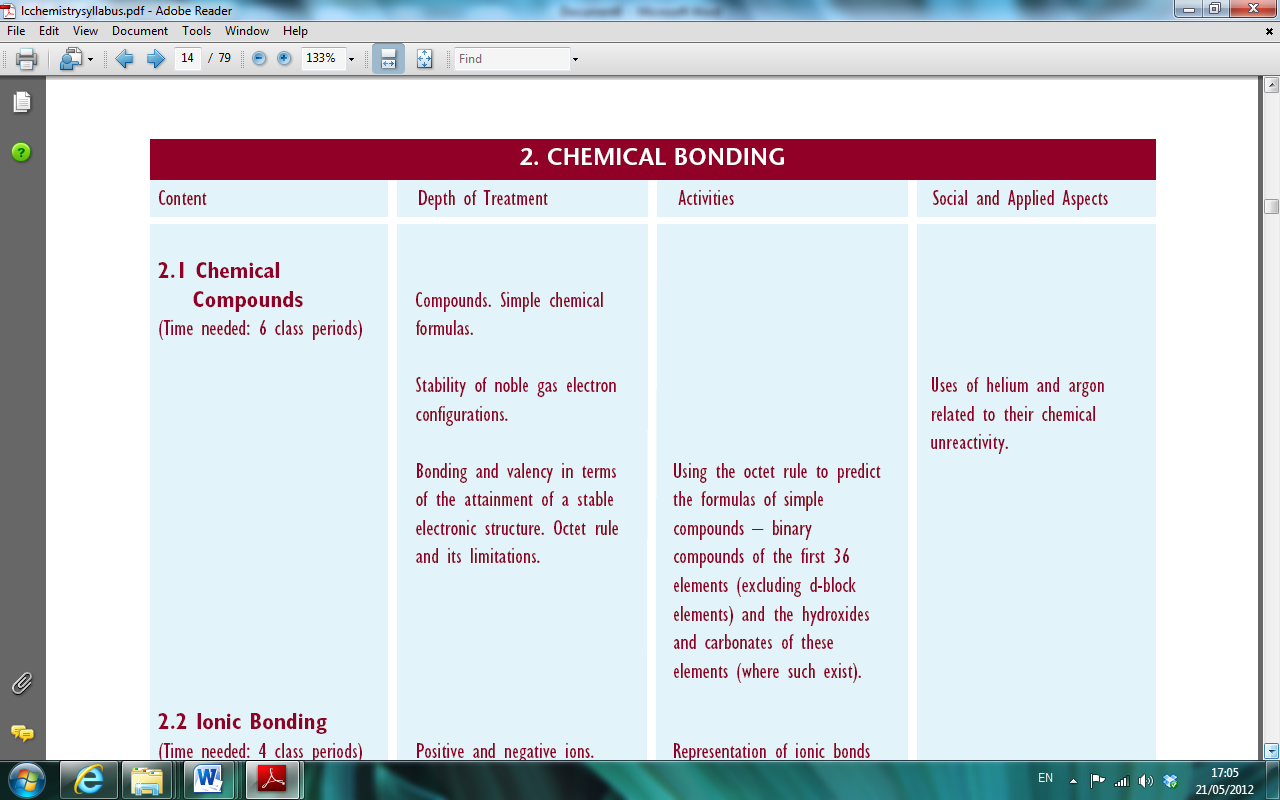 lcchemistrysyllabus.pdf - Adobe Reader
File Edit View Document Tools Window Help
14 / 79 133% Find
2. CHEMICAL BONDING
Content Depth of Treatment Activities Social and Applied Aspects
2.1 Chemical
Compounds
(Time needed: 6 class periods)
Compounds. Simple chemical
formulas.
Stability of noble gas electron
configurations.
Bonding and valency in terms
of the attainment of a stable
electronic structure. Octet rule
and its limitations.
Using the octet rule to predict
the formulas of simple
compounds – binary
compounds of the first 36
elements (excluding d-block
elements) and the hydroxides
and carbonates of these
elements (where such exist).
Uses of helium and argon
related to their chemical
unreactivity.
2.2 Ionic Bonding
(Time needed: 4 class periods)
Positive and negative ions.
Representation of ionic bonds
EN
17:05
21/05/2012